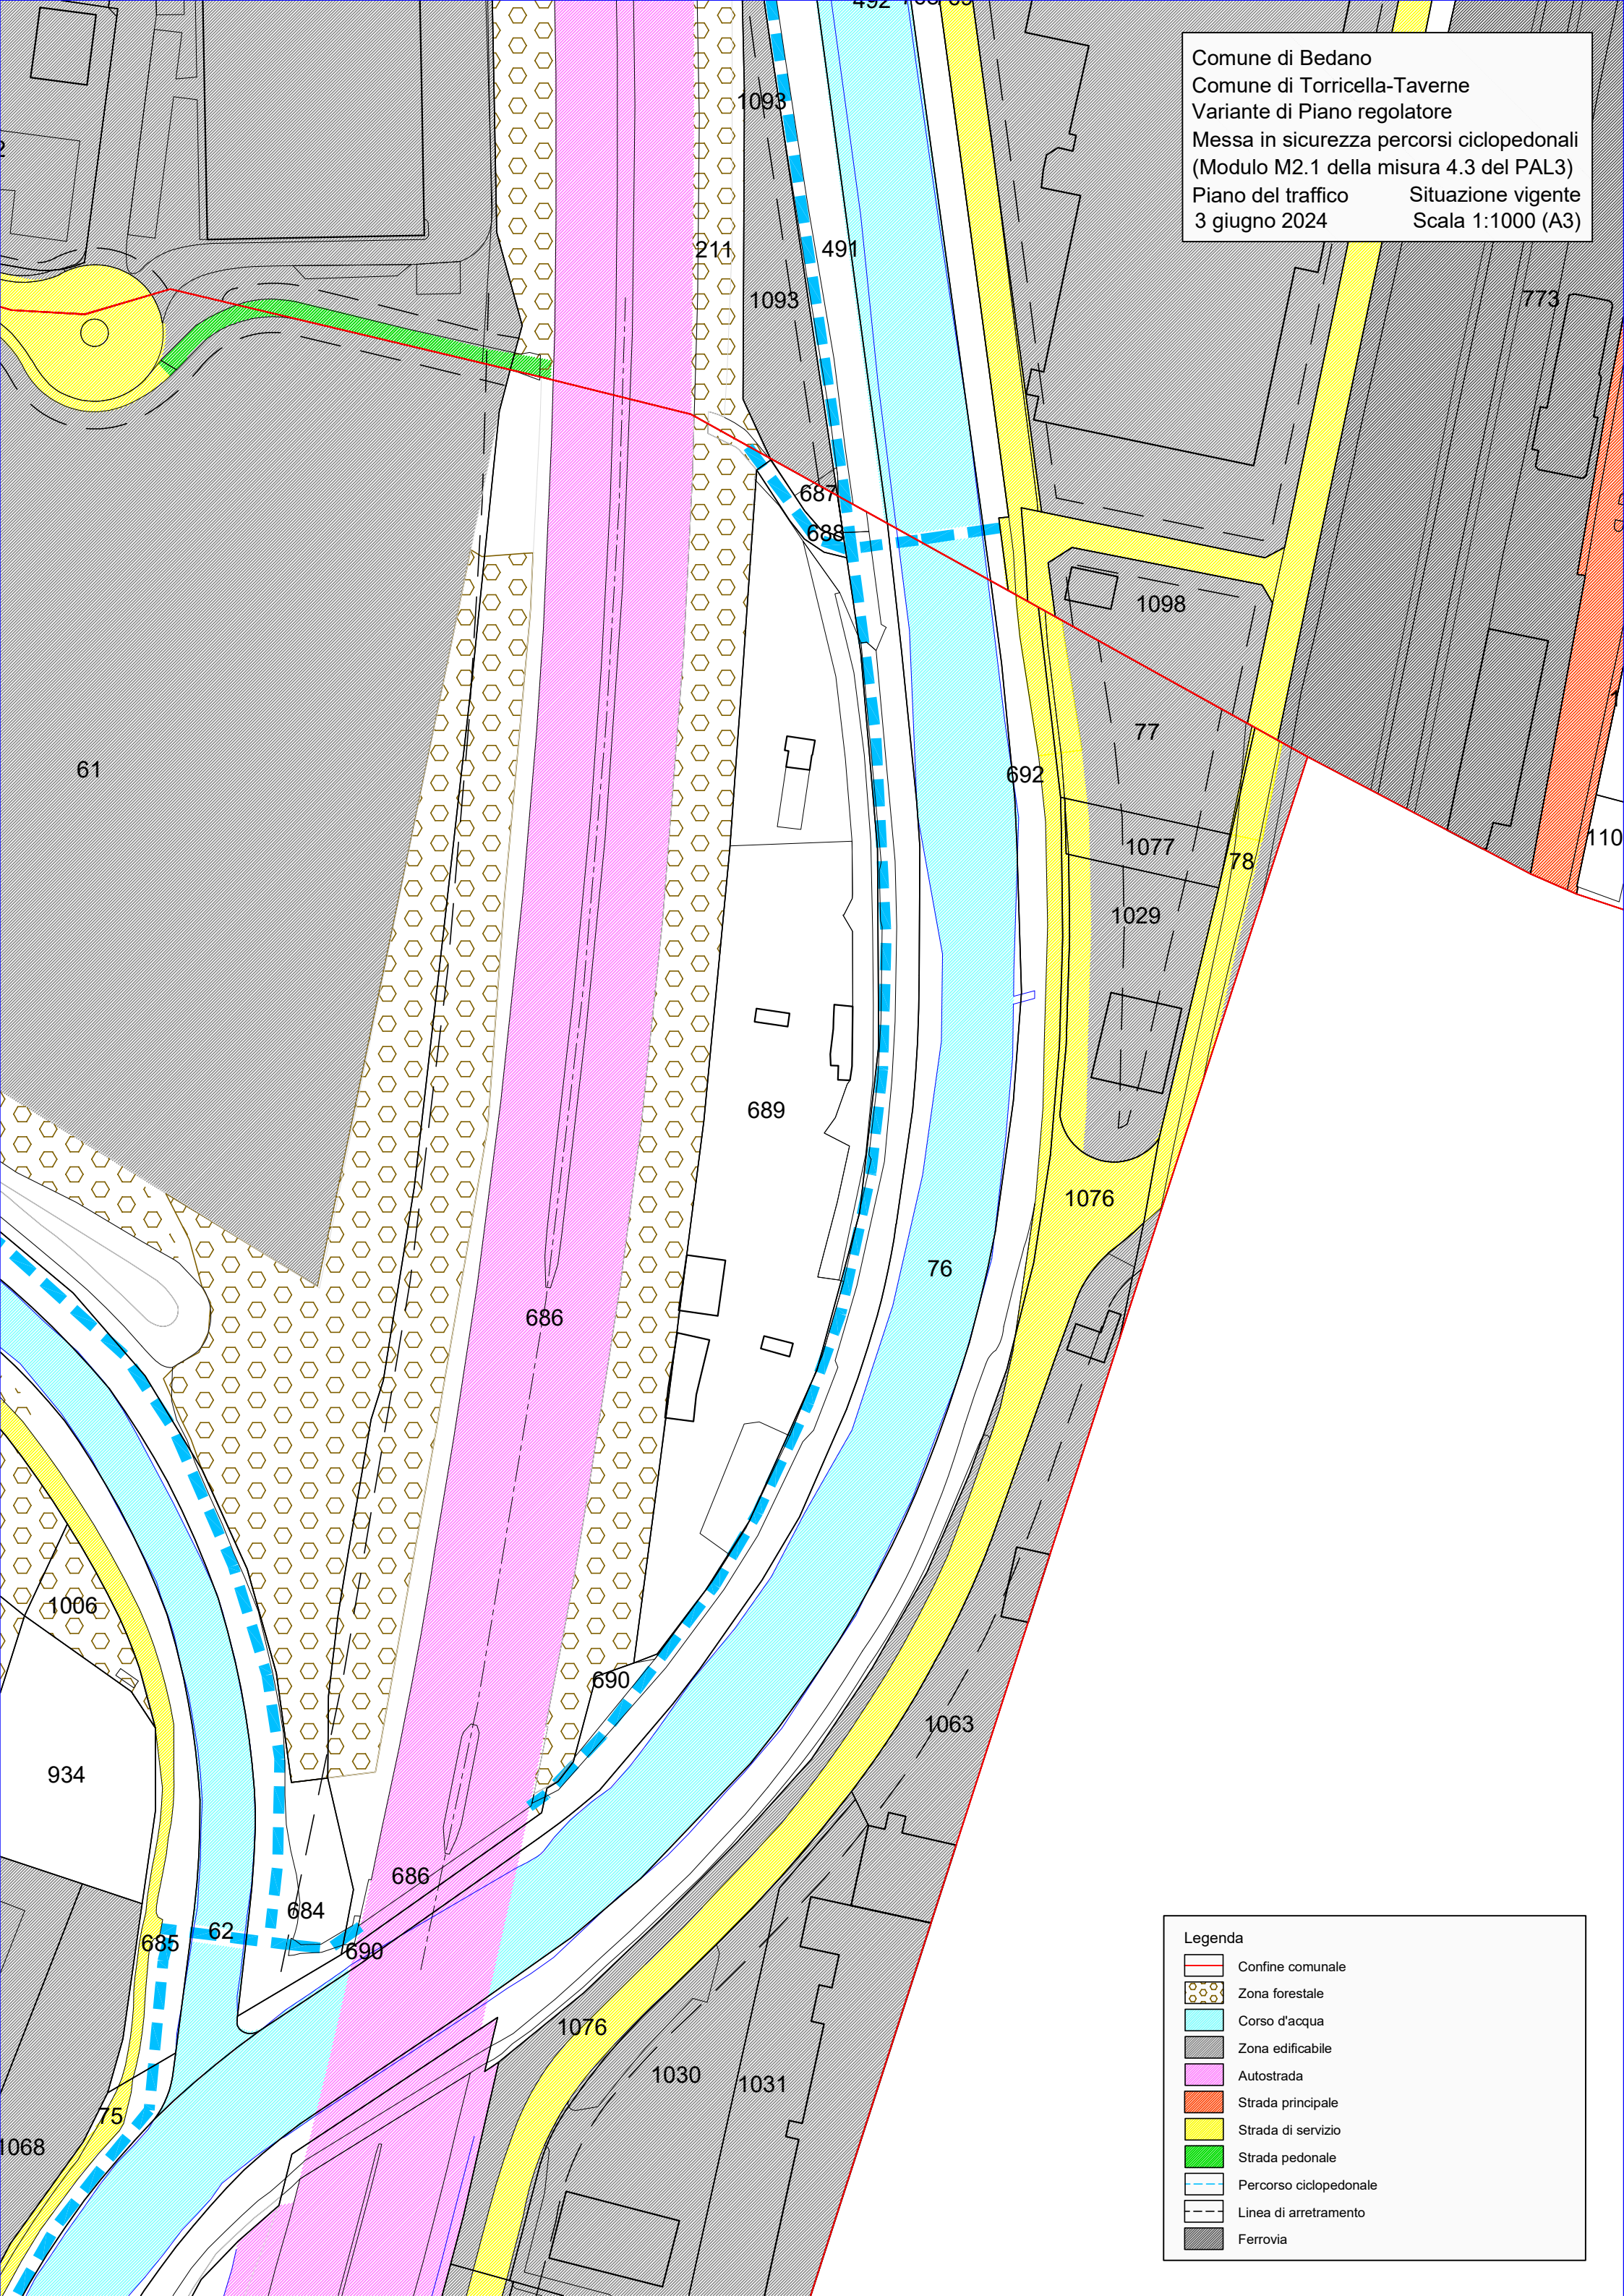 Comune di Bedano
Comune di Torricella-Taverne
Variante di Piano regolatore
Messa in sicurezza percorsi ciclopedonali
(Modulo M2.1 della misura 4.3 del PAL3)
Piano del traffico Situazione vigente
3 giugno 2024 Scala 1:1000 (A3)
492
1093
211
491
1093
773
687
688
1098
61
77
692
110
1077
78
1029
689
1076
76
686
1006
690
1063
934
686
684
62
685
690
1076
1030
1031
75
1068
Legenda
Confine comunale
Zona forestale
Corso d'acqua
Zona edificabile
Autostrada
Strada principale
Strada di servizio
Strada pedonale
Percorso ciclopedonale
Linea di arretramento
Ferrovia